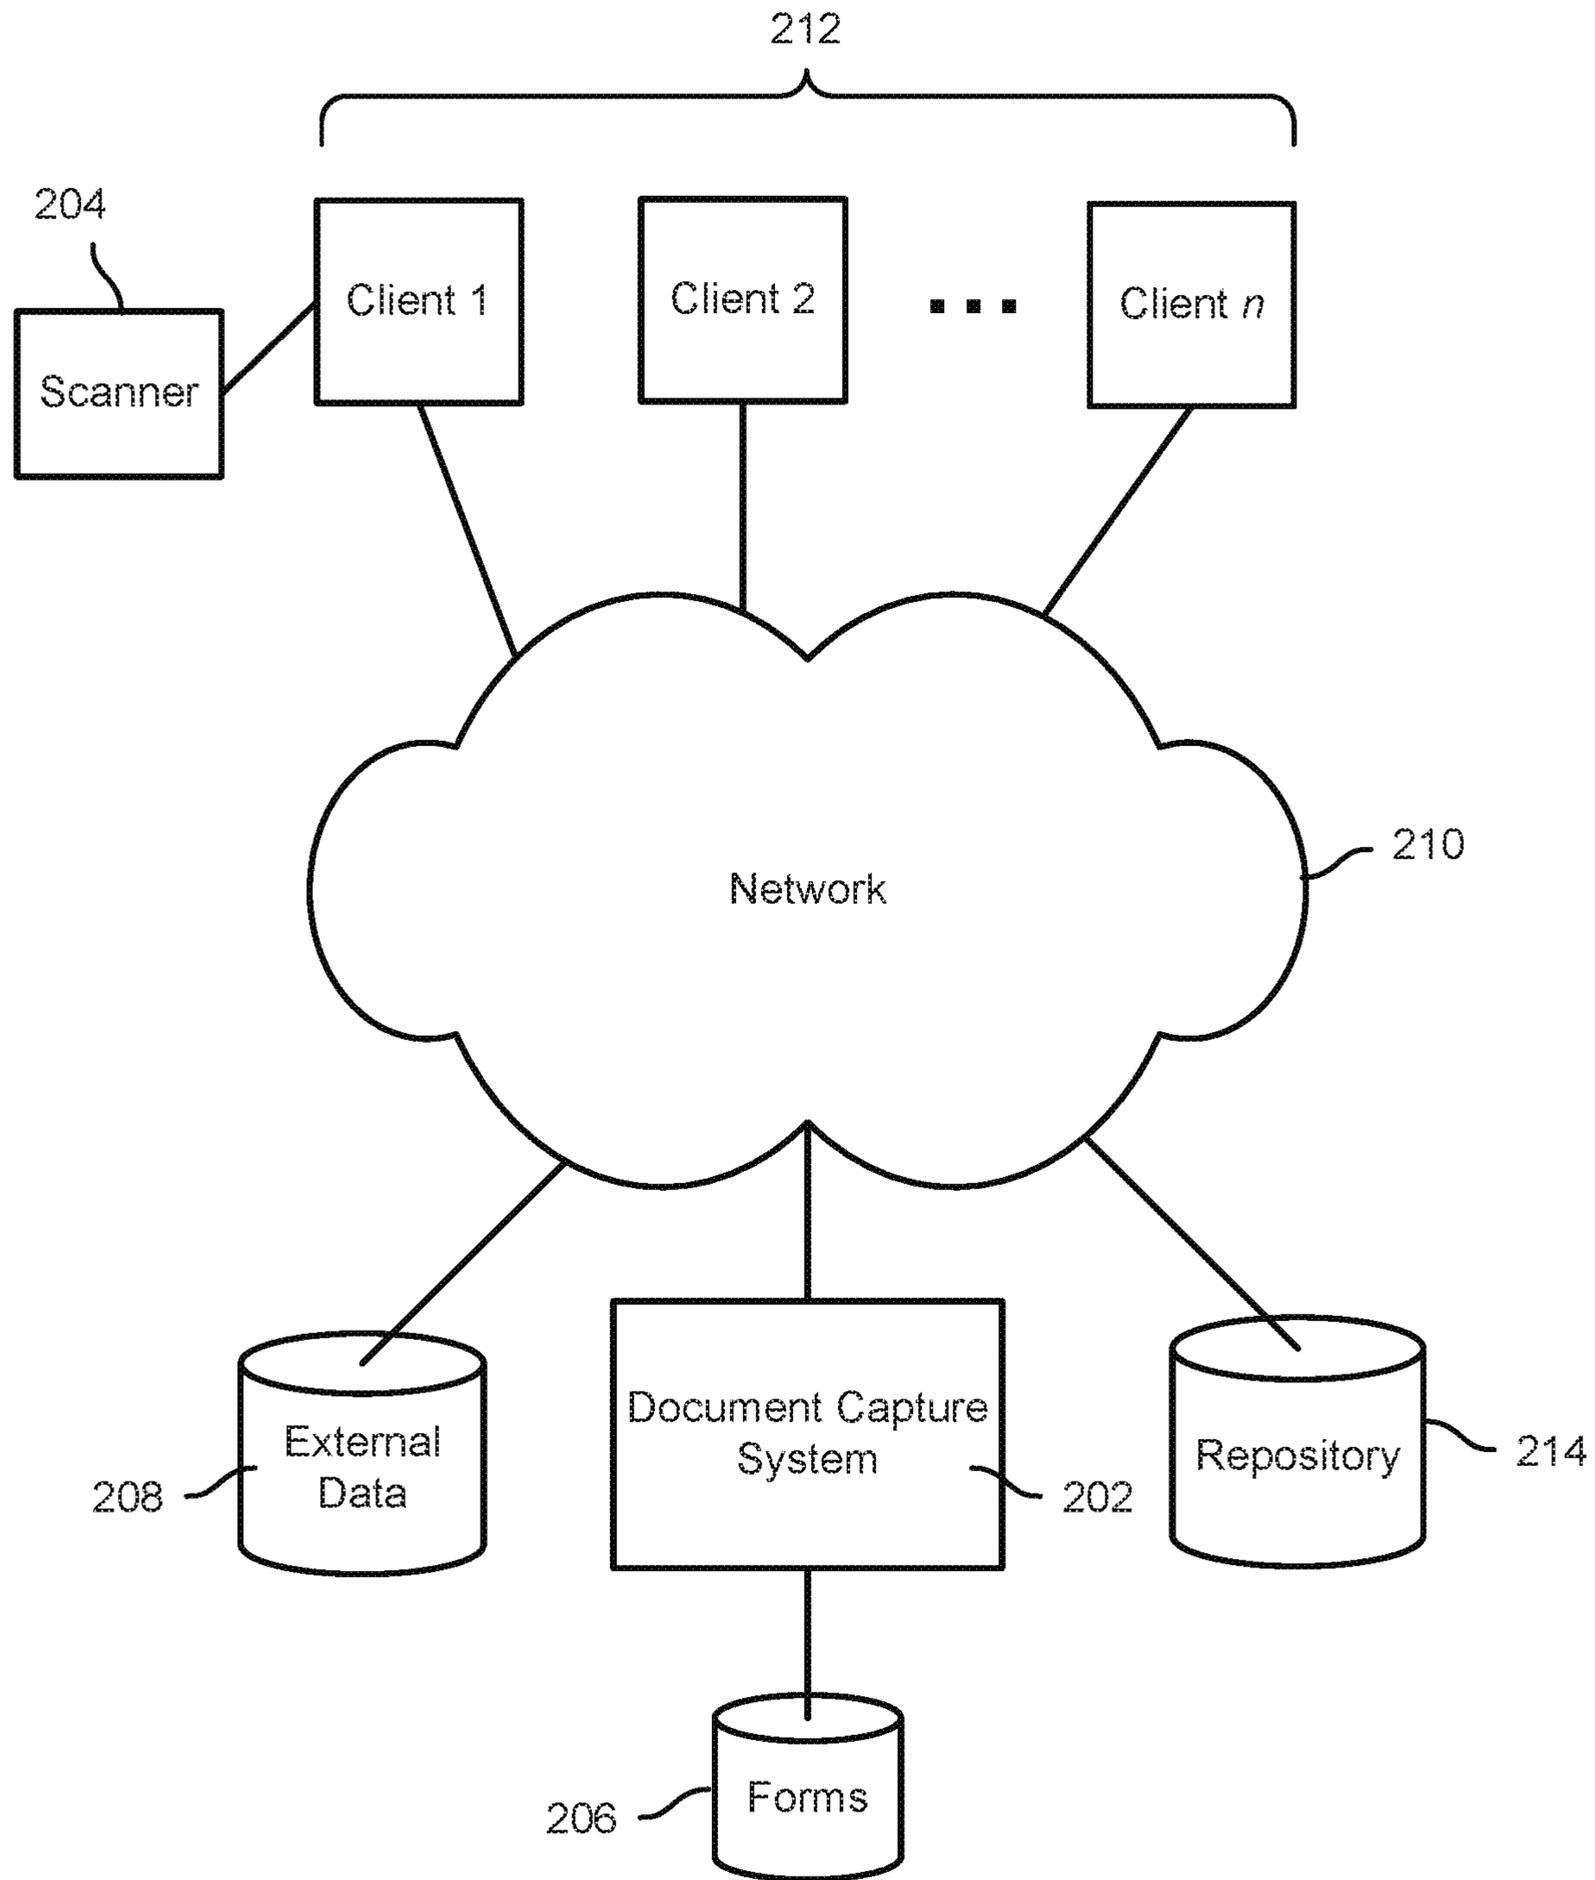 212
204
Client 1
Client 2
...
Client n
Scanner
Network
210
External
Data
208
Document Capture
System
202
Repository
214
Forms
206